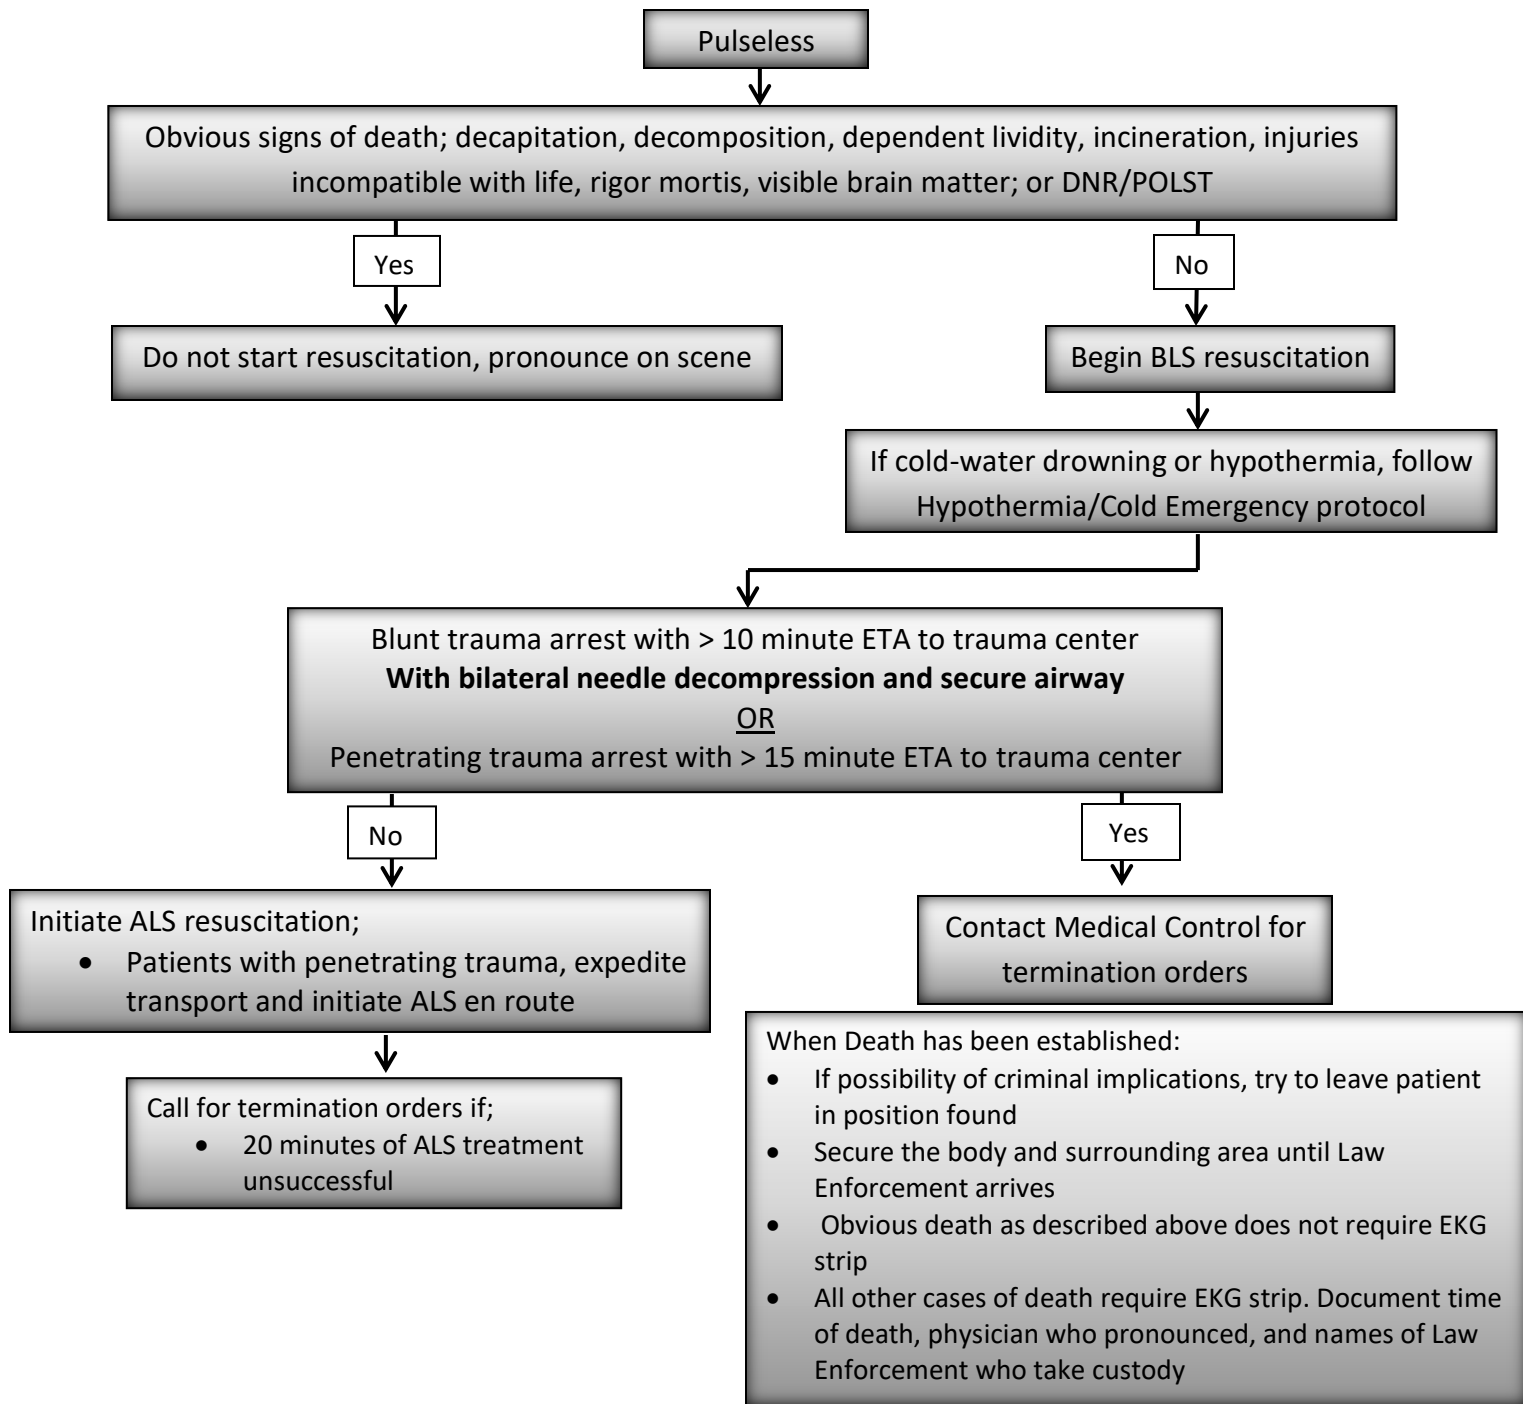 Pulseless
Obvious signs of death; decapitation, decomposition, dependent lividity, incineration, injuries
incompatible with life, rigor mortis, visible brain matter; or DNR/POLST
Yes
No
Do not start resuscitation, pronounce on scene
Begin BLS resuscitation
If cold-water drowning or hypothermia, follow
Hypothermia/Cold Emergency protocol
Blunt trauma arrest with > 10 minute ETA to trauma center
With bilateral needle decompression and secure airway
OR
Penetrating trauma arrest with > 15 minute ETA to trauma center
No
Yes
Initiate ALS resuscitation;
• Patients with penetrating trauma, expedite
transport and initiate ALS en route
Call for termination orders if;
• 20 minutes of ALS treatment
unsuccessful
Contact Medical Control for
termination orders
When Death has been established:
• If possibility of criminal implications, try to leave patient
in position found
• Secure the body and surrounding area until Law
Enforcement arrives
• Obvious death as described above does not require EKG
strip
• All other cases of death require EKG strip. Document time
of death, physician who pronounced, and names of Law
Enforcement who take custody